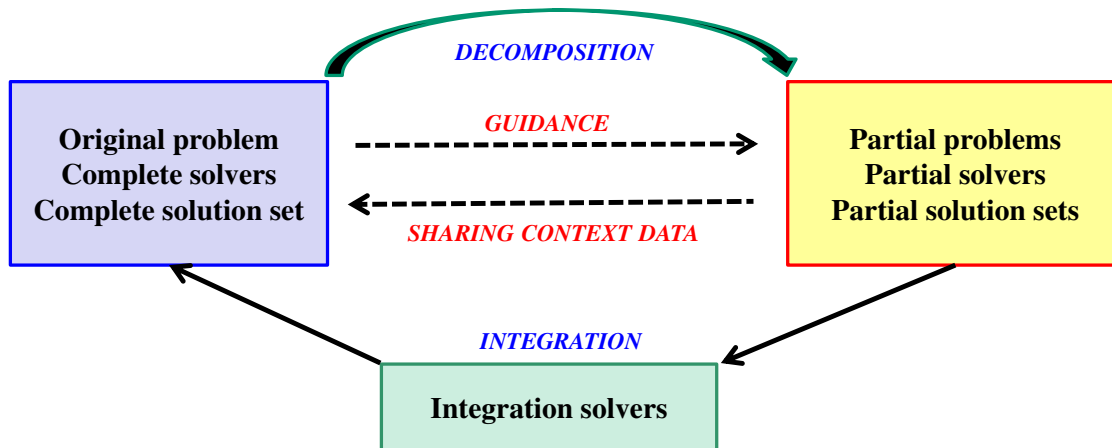 DECOMPOSITION
Original problem
Complete solvers
Complete solution set
GUIDANCE
SHARING CONTEXT DATA
Partial problems
Partial solvers
Partial solution sets
INTEGRATION
Integration solvers